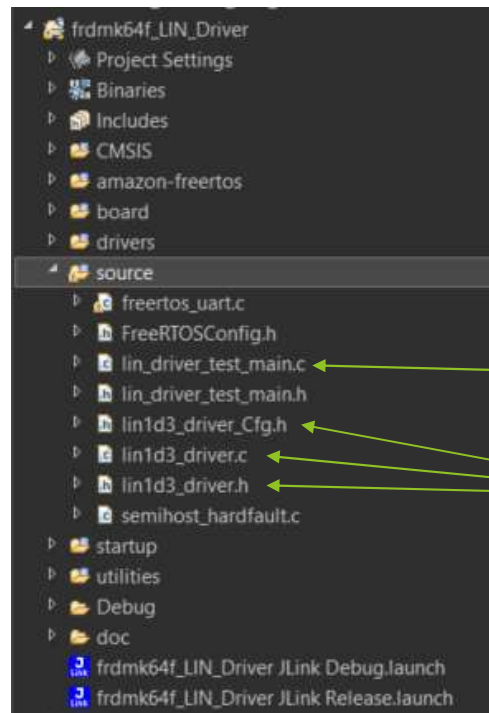 frdmk64f_LIN_Driver
Project Settings
Binaries
Includes
CMSIS
amazon-freertos
board
drivers
source
freertos_uart.c
FreeRTOSConfig.h
lin_driver_test_main.c
lin_driver_test_main.h
lin1d3_driver_Cfg.h
lin1d3_driver.c
lin1d3_driver.h
semihost_hardfault.c
startup
utilities
Debug
doc
frdmk64f_LIN_Driver JLink Debug.launch
frdmk64f_LIN_Driver JLink Release.launch